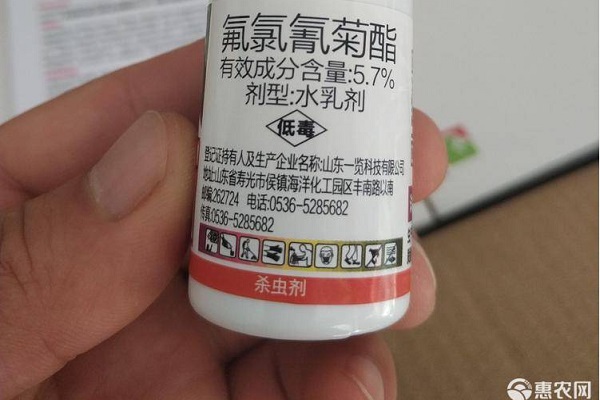 氟氯氰菊酯
有效成分含量:5.7%
剂型:水乳剂
低毒
登记证持有人及生产企业名称:山东一览科技有限公司
地址:山东省寿光市侯镇海洋化工园区丰南路以南
邮编:262724 电话:0536-5285682
传真:0536-5285682
杀虫剂
惠农网